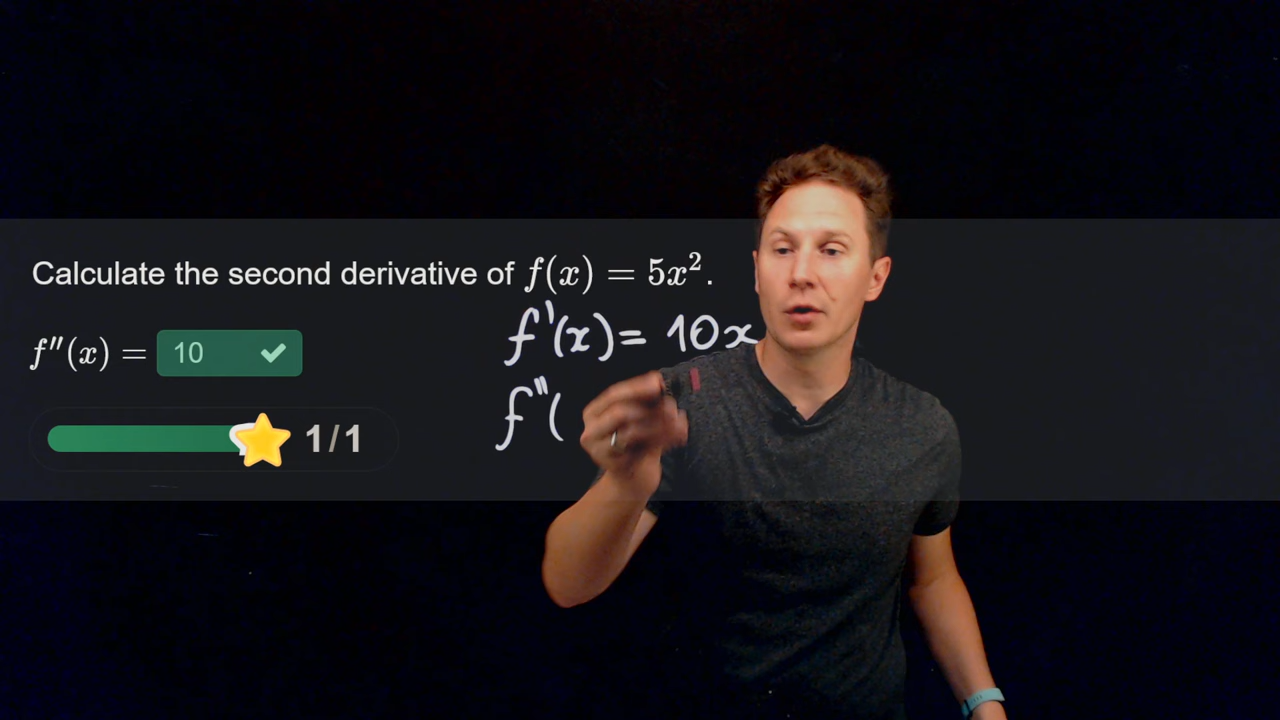 Calculate the second derivative of f(x) = 5x².
f'(x) = 10x
f''(x) = 10
f''(
1/1